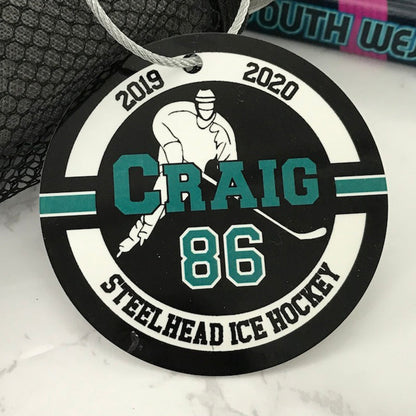 2019 2020
CRAIG
86
STEELHEAD ICE HOCKEY
OUTH WE